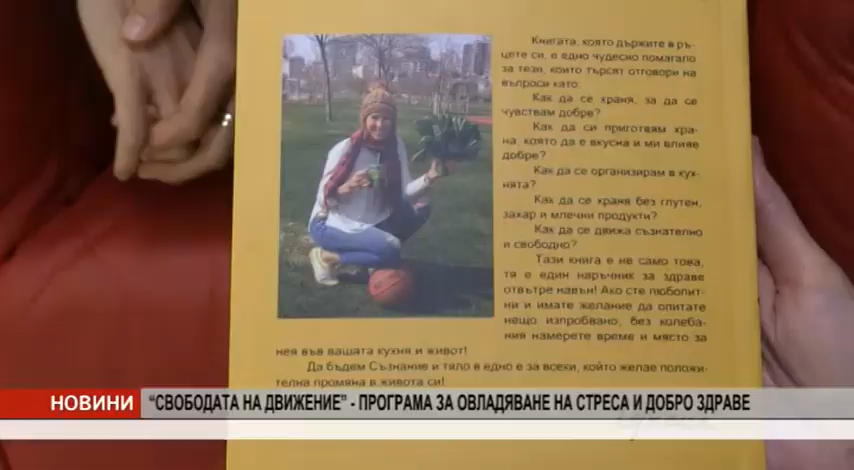 Книгата, която държите в ръ-
цете си, е едно чудесно помагало
за тези, които търсят отговори на
въпроси като:
Как да се храня, за да се
чувствам добре?
Как да си приготвям хра-
на, която да е вкусна и ми влияе
добре?
Как да се организирам в кух-
нята?
Как да се храня без глутен,
захар и млечни продукти?
Как да се движа съзнателно
и свободно?
Тази книга е не само това,
тя е един наръчник за здраве
отвътре навън! Ако сте любопит-
ни и имате желание да опитате
нещо изпробвано, без колеба-
ния намерете време и място за
нея във вашата кухня и живот!
Да бъдем Съзнание и тяло в едно е за всеки, който желае положи-
телна промяна в живота си!
НОВИНИ "СВОБОДАТА НА ДВИЖЕНИЕ" - ПРОГРАМА ЗА ОВЛАДЯВАНЕ НА СТРЕСА И ДОБРО ЗДРАВЕ